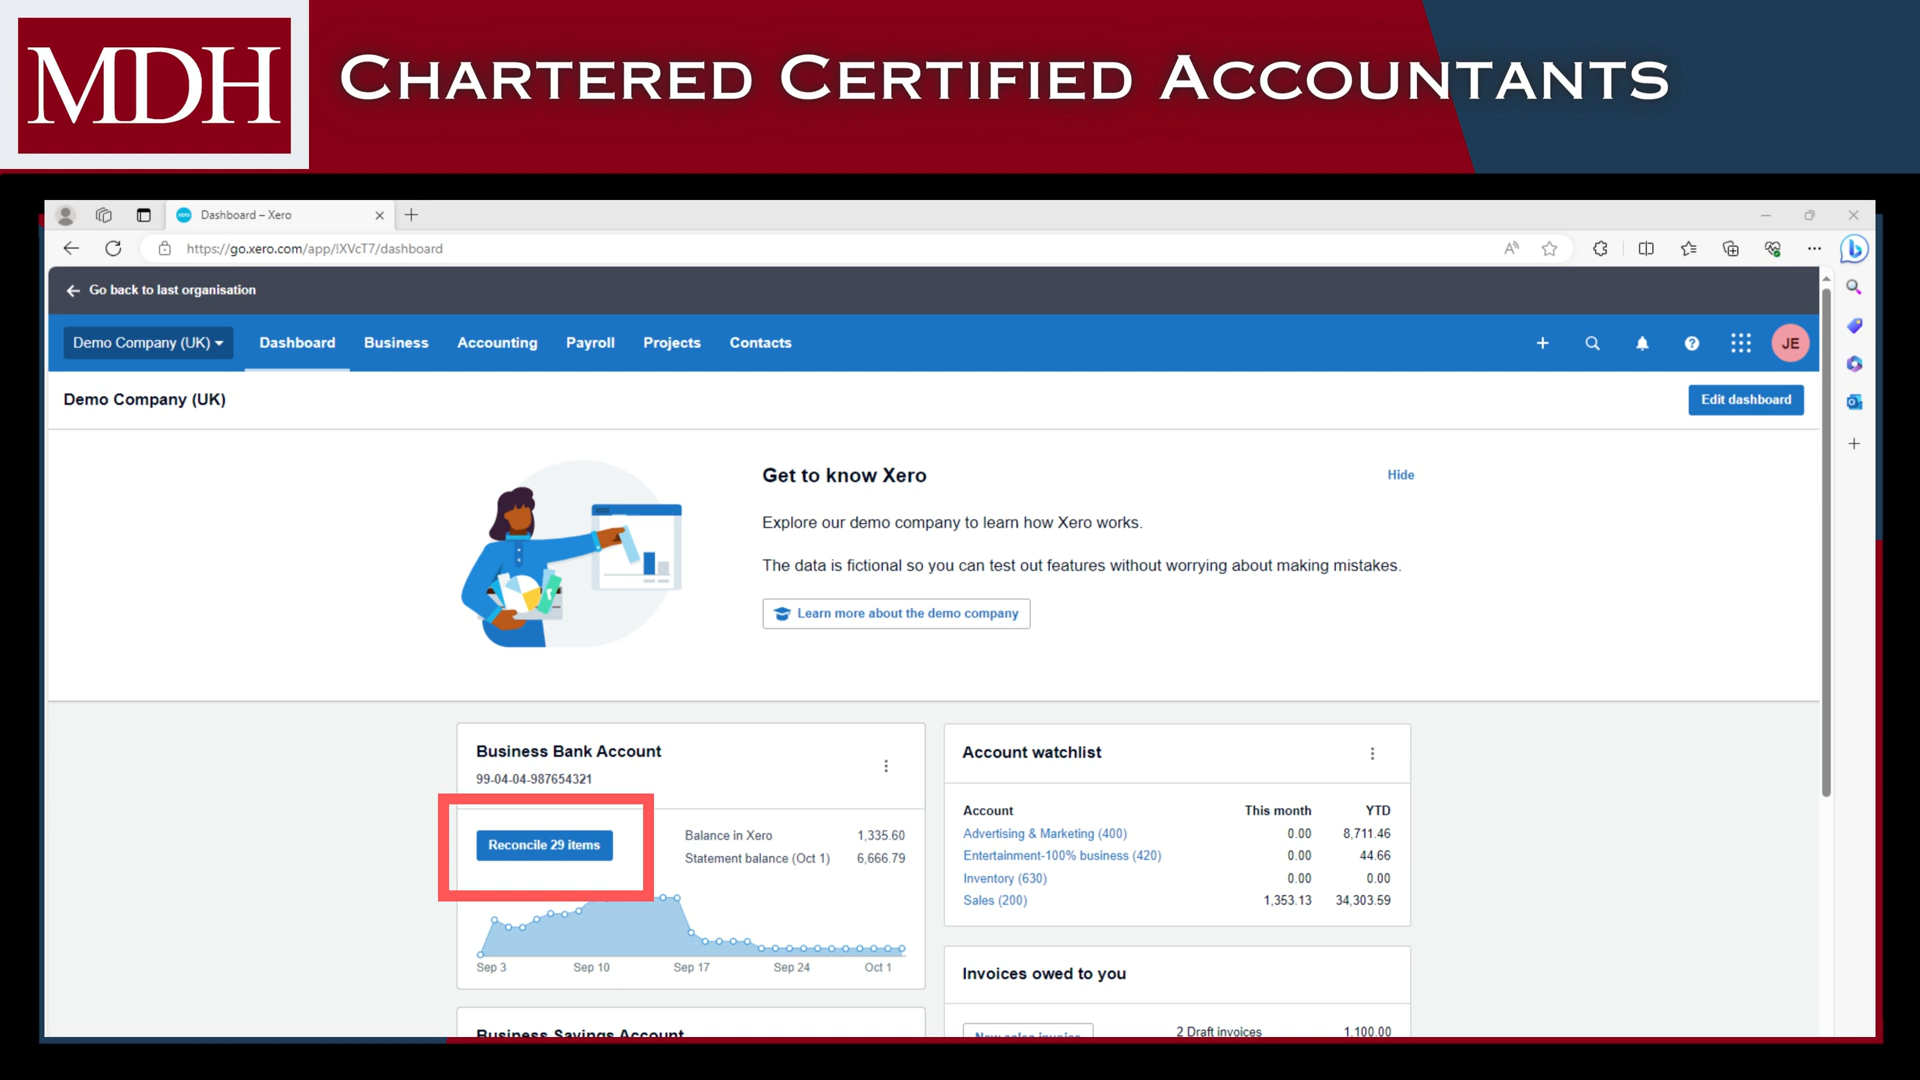 MDH
CHARTERED CERTIFIED ACCOUNTANTS
Dashboard – Xero
https://go.xero.com/app/!XVcT7/dashboard
Go back to last organisation
Demo Company (UK)
Dashboard
Business
Accounting
Payroll
Projects
Contacts
JE
Demo Company (UK)
Edit dashboard
Get to know Xero
Hide
Explore our demo company to learn how Xero works.
The data is fictional so you can test out features without worrying about making mistakes.
Learn more about the demo company
Business Bank Account
99-04-04-987654321
Reconcile 29 items
Balance in Xero 1,335.60
Statement balance (Oct 1) 6,666.79
Sep 3 Sep 10 Sep 17 Sep 24 Oct 1
Business Savings Account
Account watchlist
Account This month YTD
Advertising & Marketing (400) 0.00 8,711.46
Entertainment-100% business (420) 0.00 44.66
Inventory (630) 0.00 0.00
Sales (200) 1,353.13 34,303.59
Invoices owed to you
New sales invoice
2 Draft invoices 1,100.00